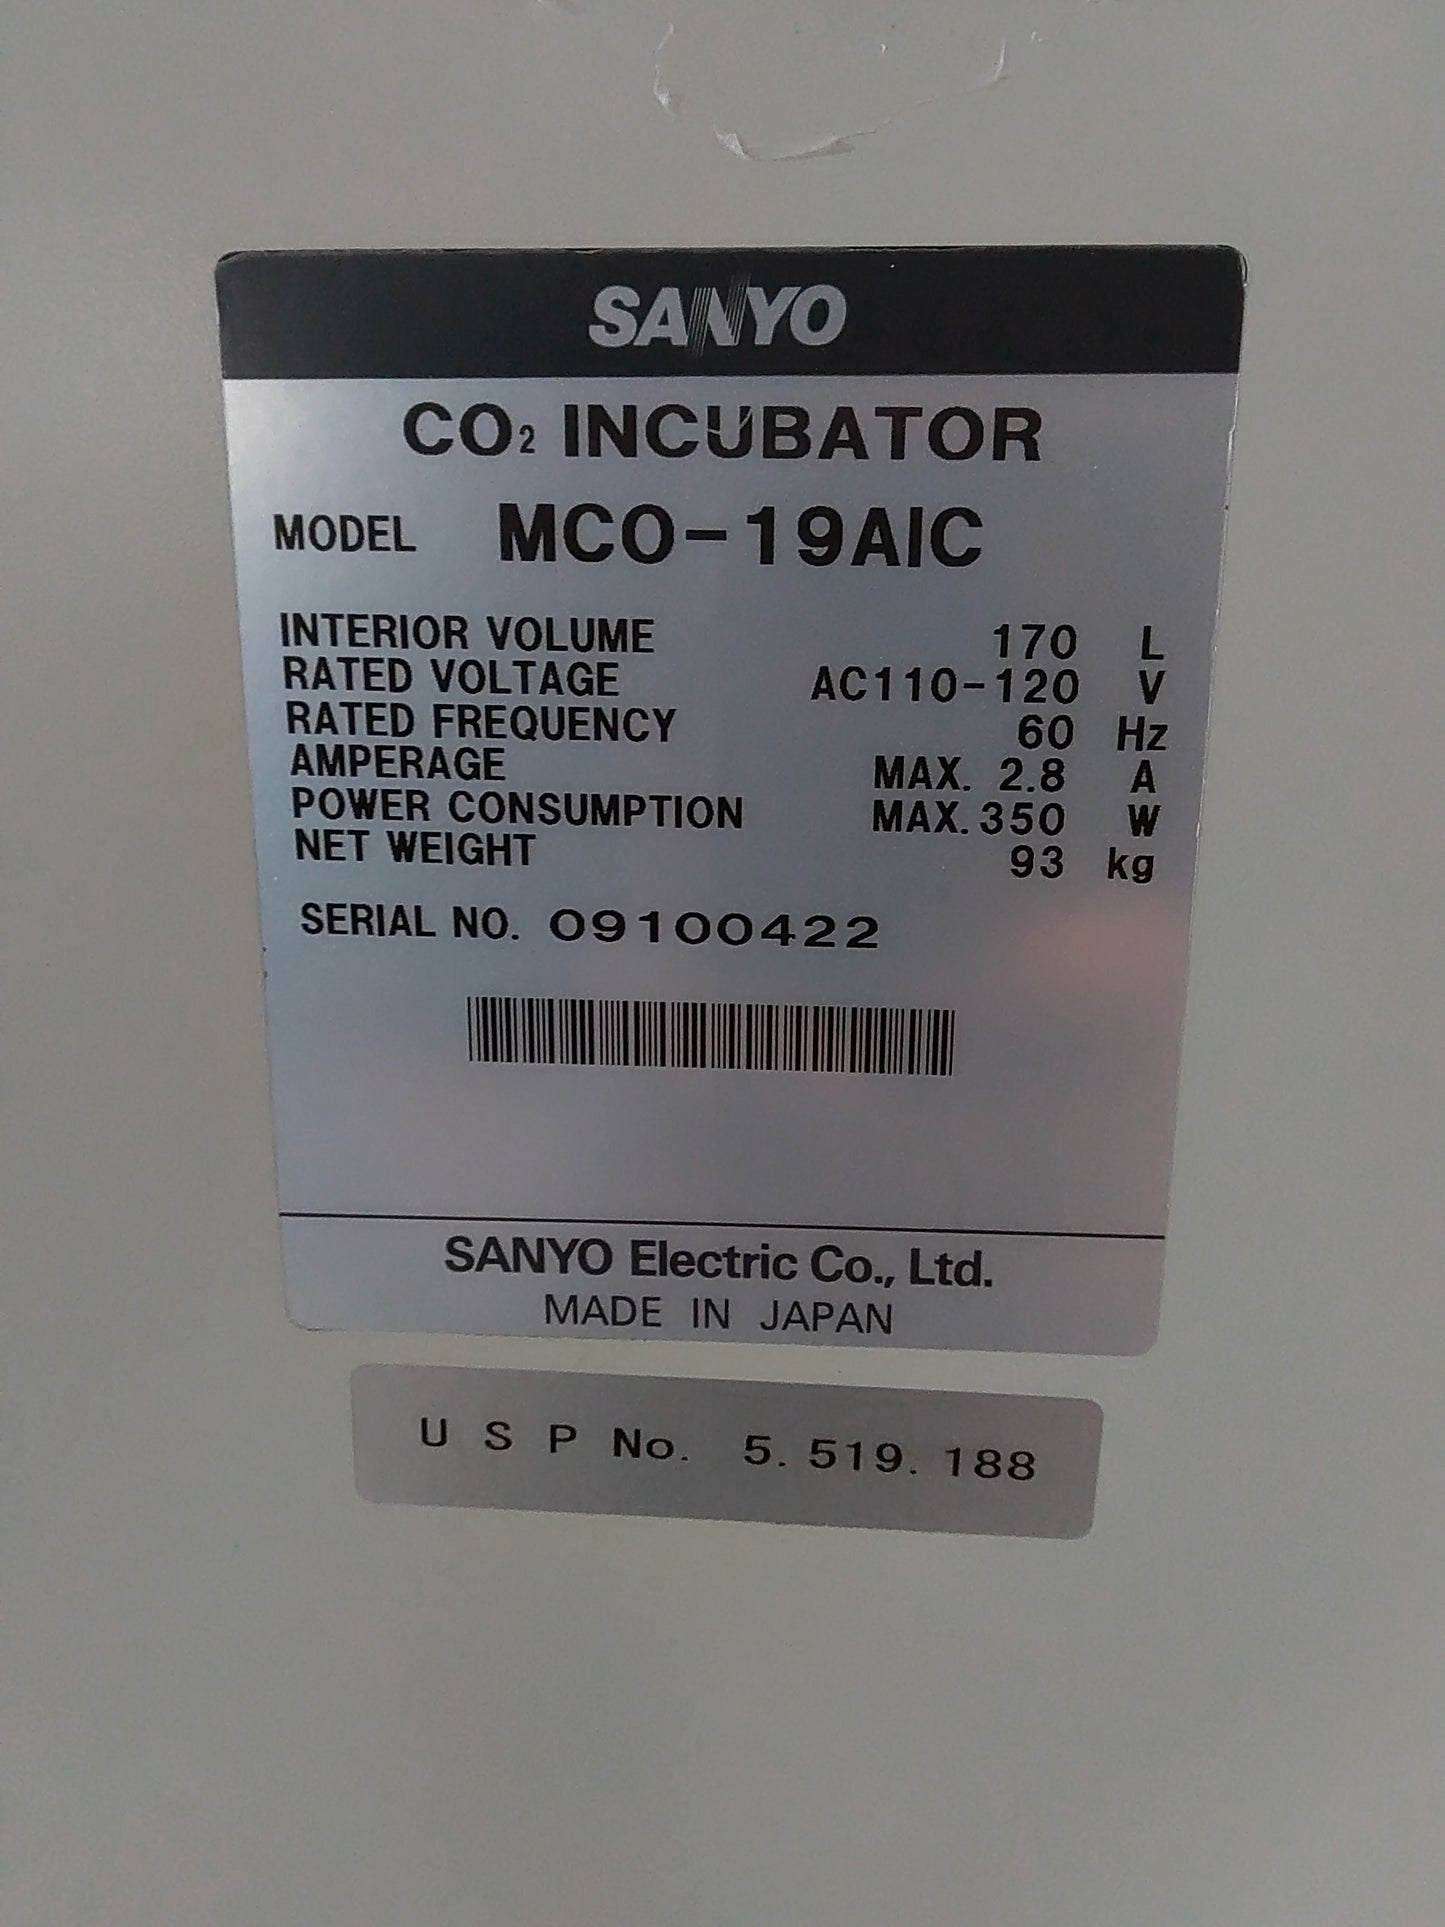 SANYO
CO₂ INCUBATOR
MODEL MCO-19AIC
INTERIOR VOLUME 170 L
RATED VOLTAGE AC110-120 V
RATED FREQUENCY 60 Hz
AMPERAGE MAX. 2.8 A
POWER CONSUMPTION MAX. 350 W
NET WEIGHT 93 kg
SERIAL NO. 09100422
SANYO Electric Co., Ltd.
MADE IN JAPAN
U S P No. 5. 519. 188